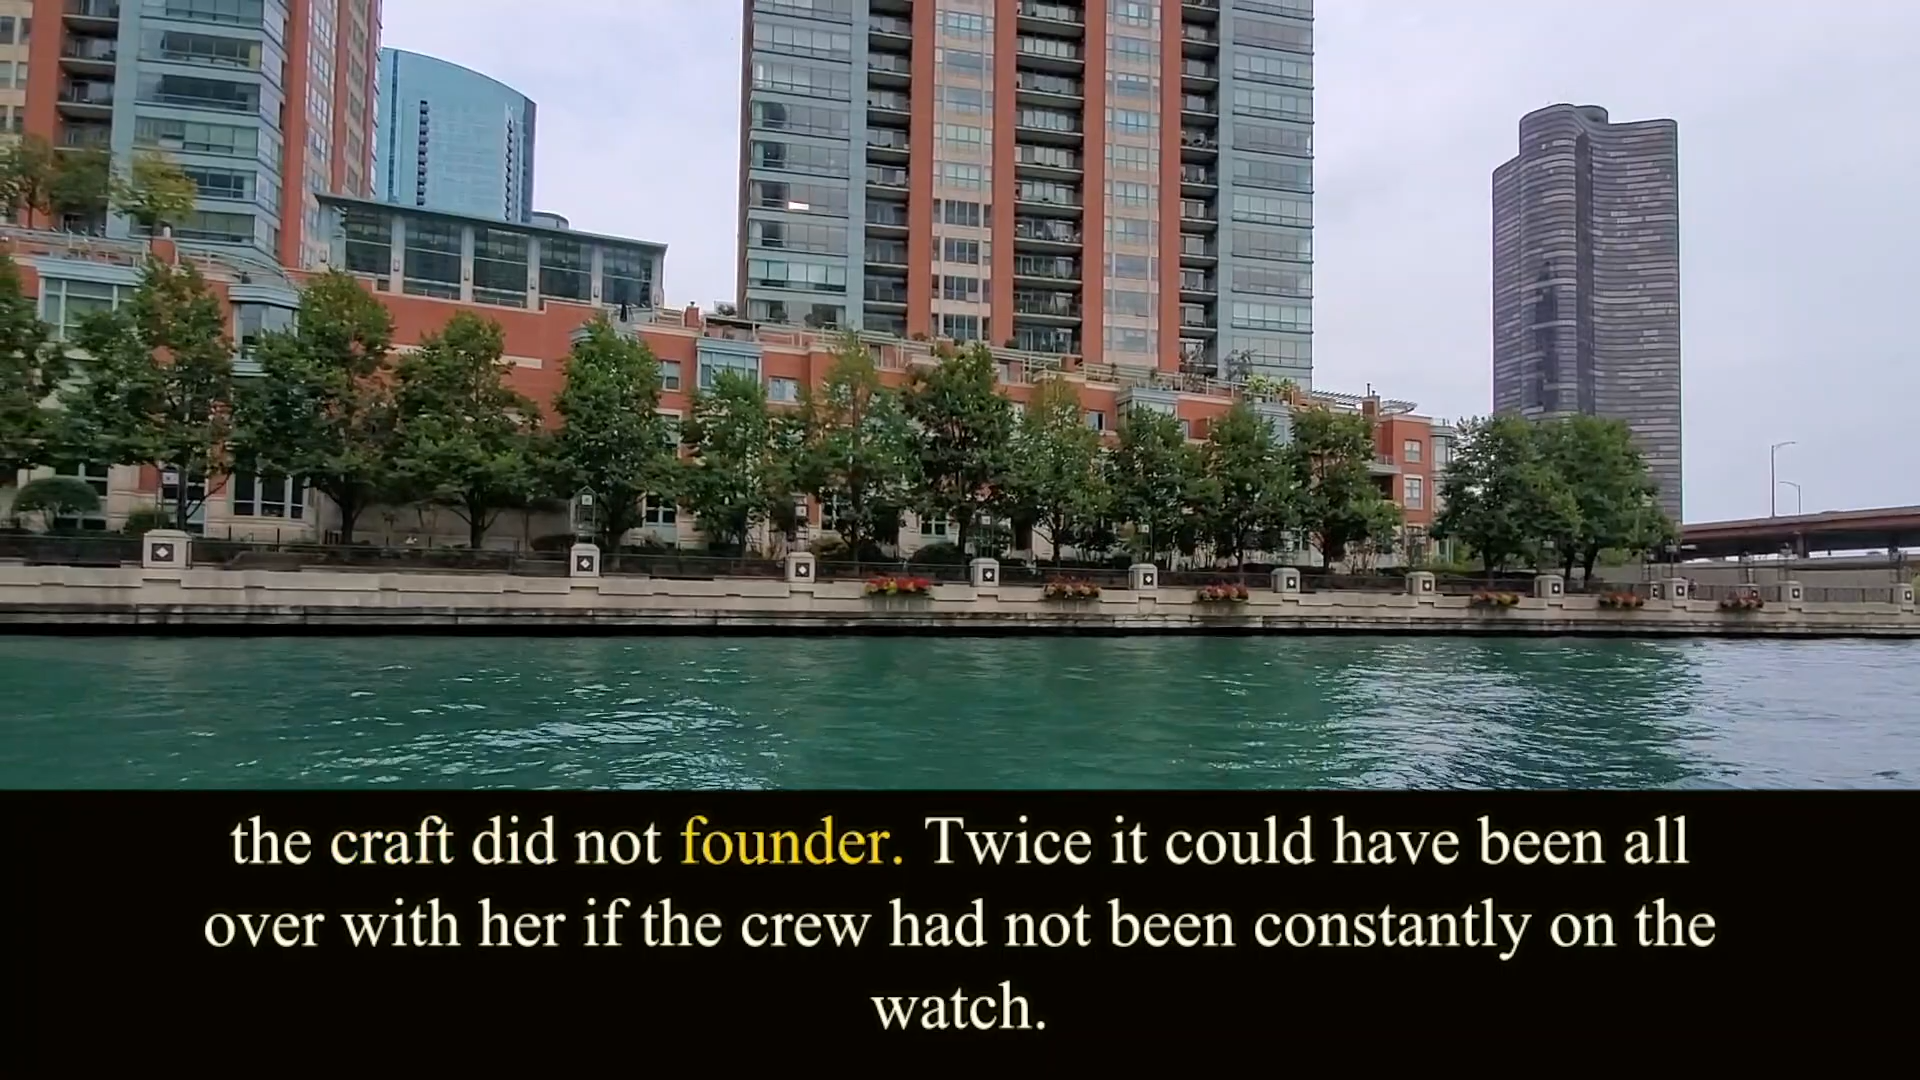 the craft did not founder. Twice it could have been all
over with her if the crew had not been constantly on the
watch.